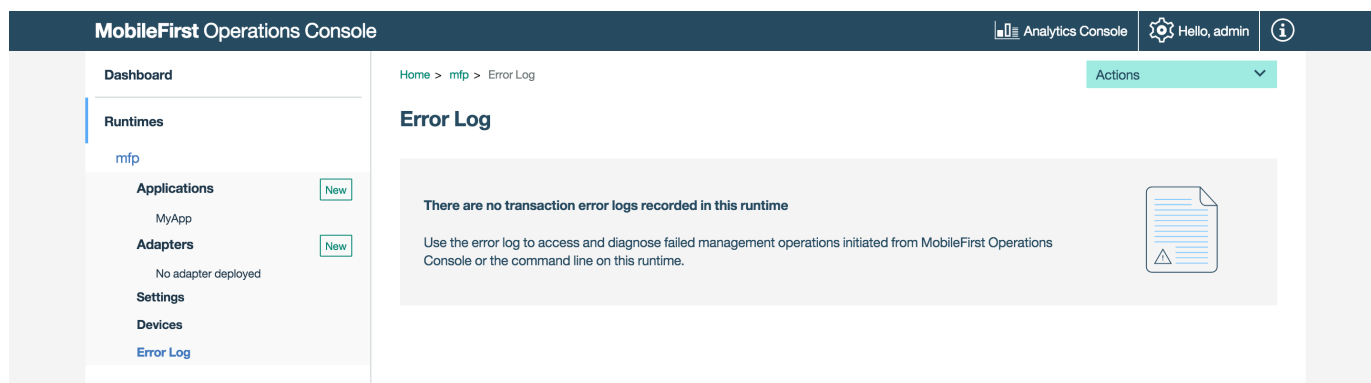 MobileFirst Operations Console
Analytics Console
Hello, admin
Dashboard
Runtimes
mfp
Applications New
MyApp
Adapters New
No adapter deployed
Settings
Devices
Error Log
Home > mfp > Error Log
Actions
Error Log
There are no transaction error logs recorded in this runtime
Use the error log to access and diagnose failed management operations initiated from MobileFirst Operations
Console or the command line on this runtime.